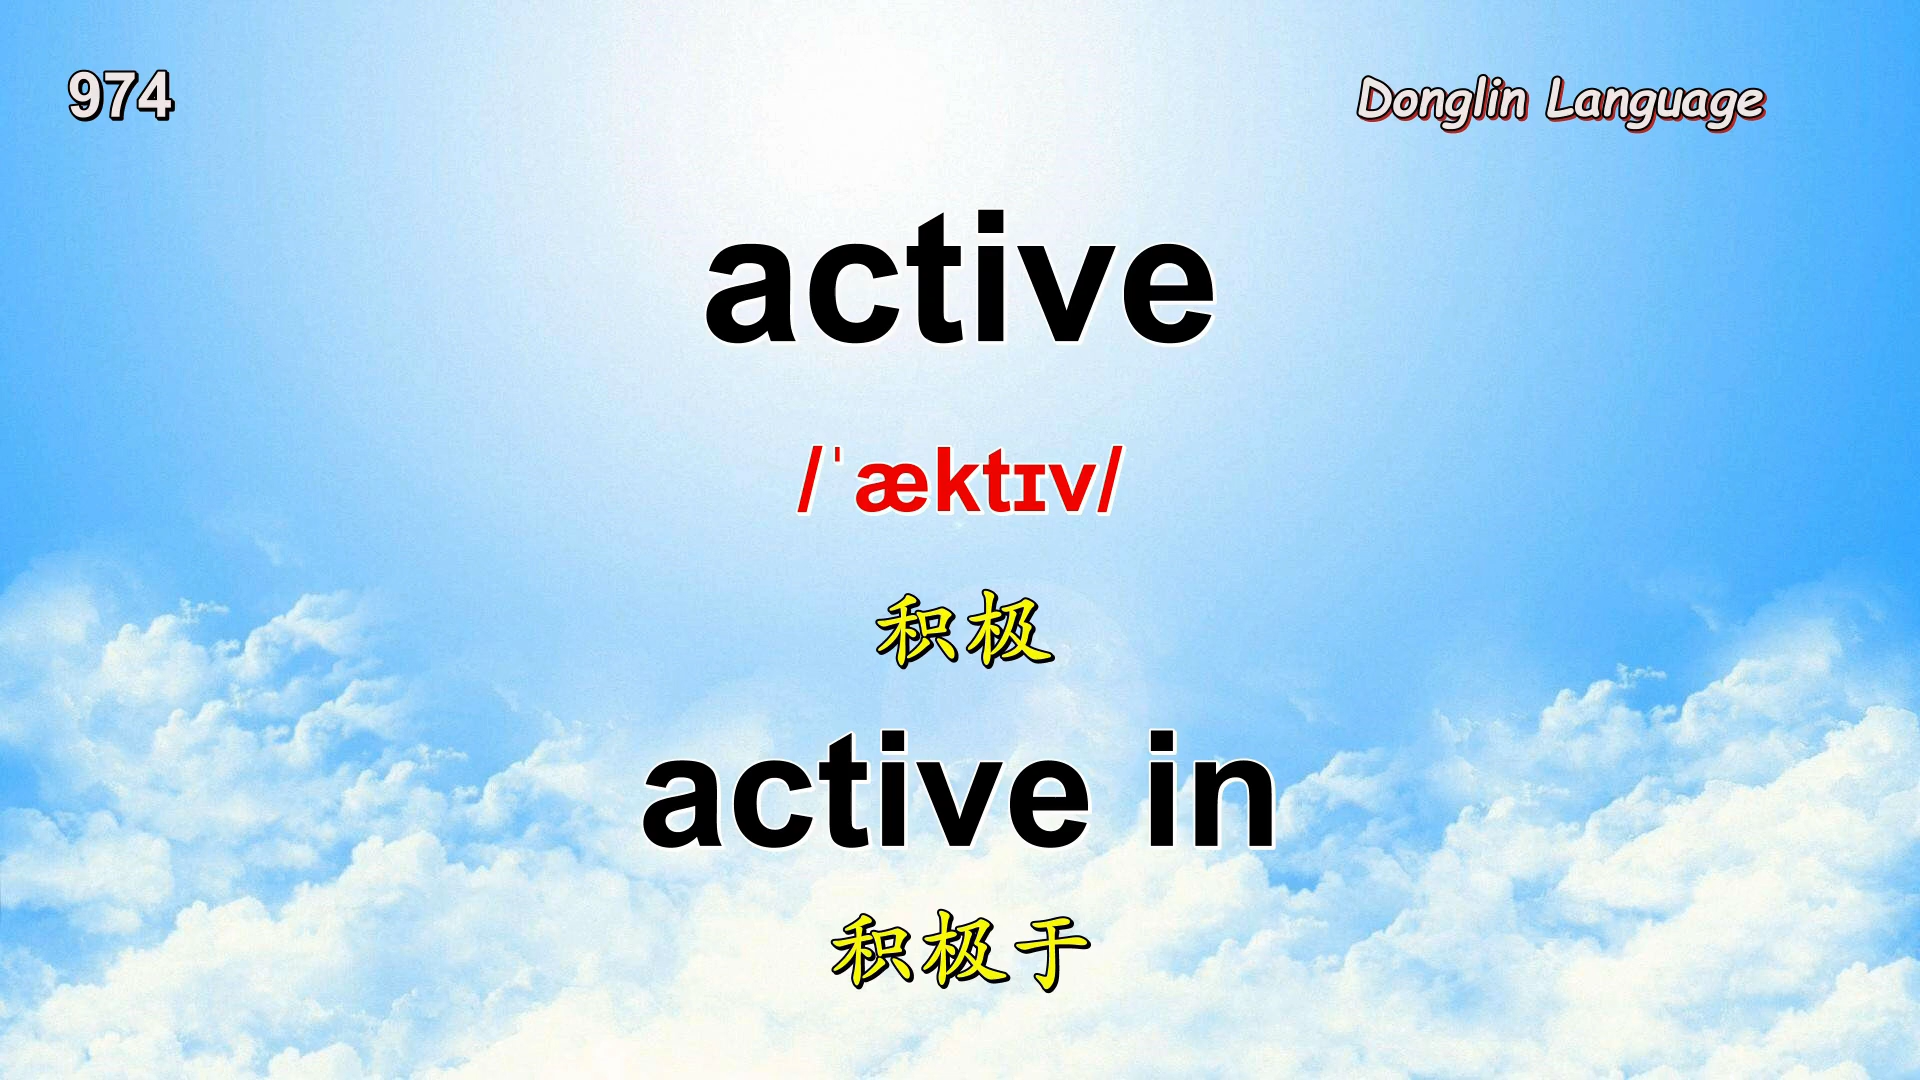 974
Donglin Language
active
/ˈæktɪv/
积极
active in
积极于